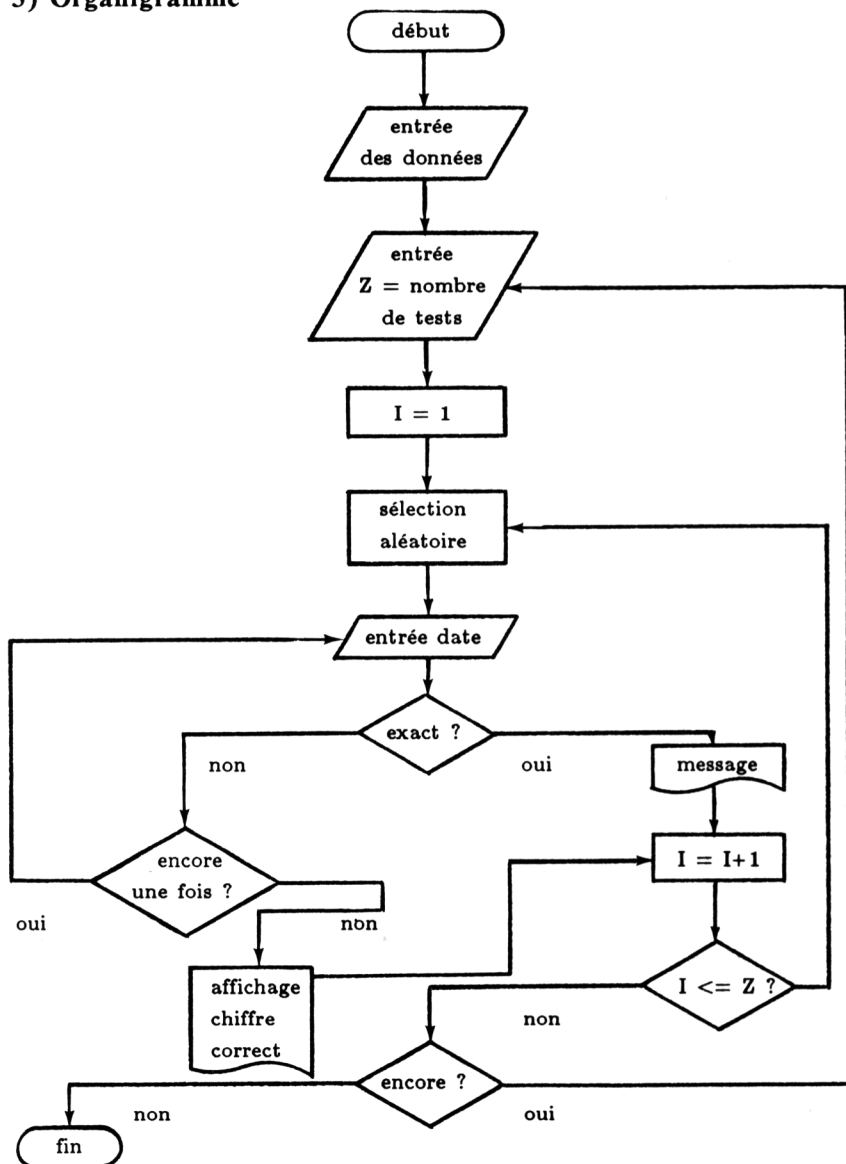 3) Organigramme
début
entrée
des données
entrée
Z = nombre
de tests
I = 1
sélection
aléatoire
entrée date
exact ?
non
oui
message
encore
une fois ?
I = I+1
oui
non
affichage
chiffre
correct
I <= Z ?
non
encore ?
non
oui
fin